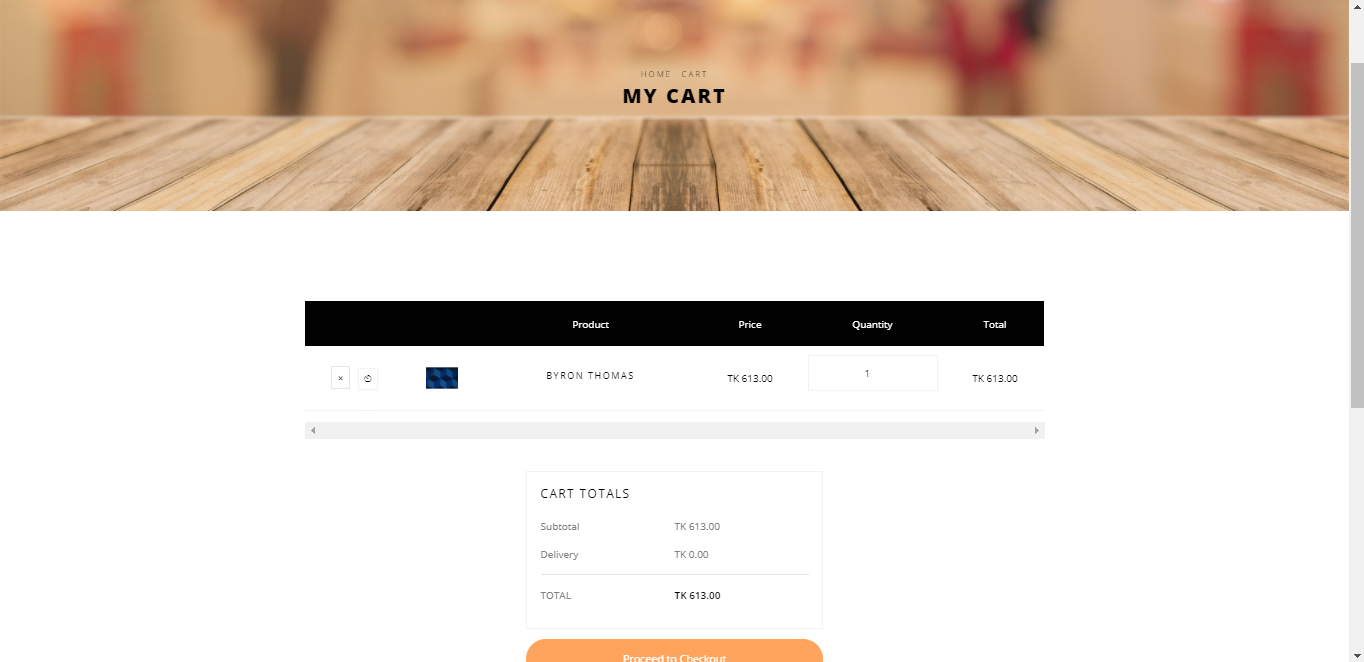 HOME CART
MY CART
Product Price Quantity Total
× BYRON THOMAS TK 613.00 1 TK 613.00
CART TOTALS
Subtotal TK 613.00
Delivery TK 0.00
TOTAL TK 613.00
Proceed to Checkout